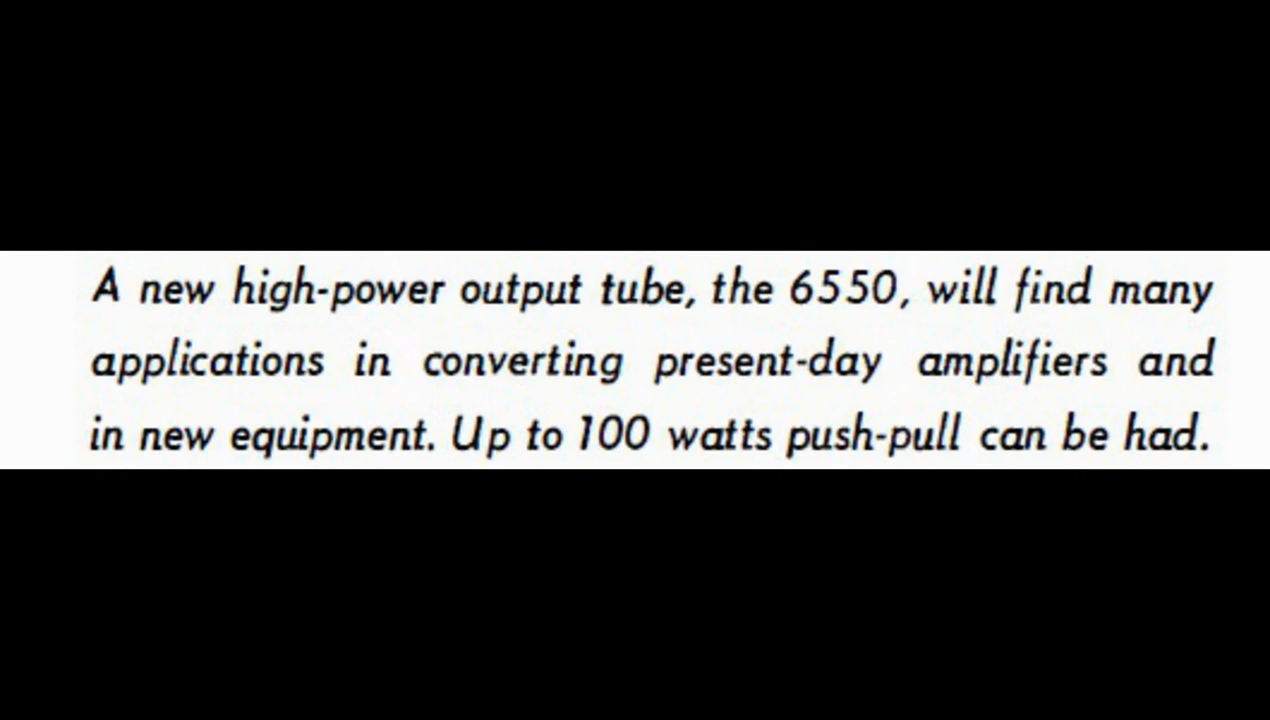 A new high-power output tube, the 6550, will find many
applications in converting present-day amplifiers and
in new equipment. Up to 100 watts push-pull can be had.